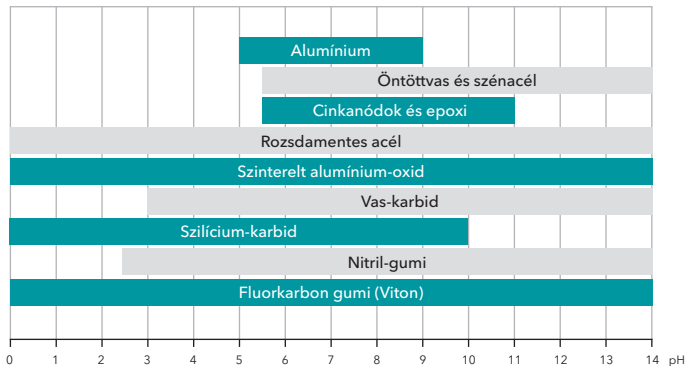 Alumínium
Öntöttvas és szénacél
Cinkanódok és epoxi
Rozsdamentes acél
Szinterelt alumínium-oxid
Vas-karbid
Szilícium-karbid
Nitril-gumi
Fluorkarbon gumi (Viton)
0 1 2 3 4 5 6 7 8 9 10 11 12 13 14 pH